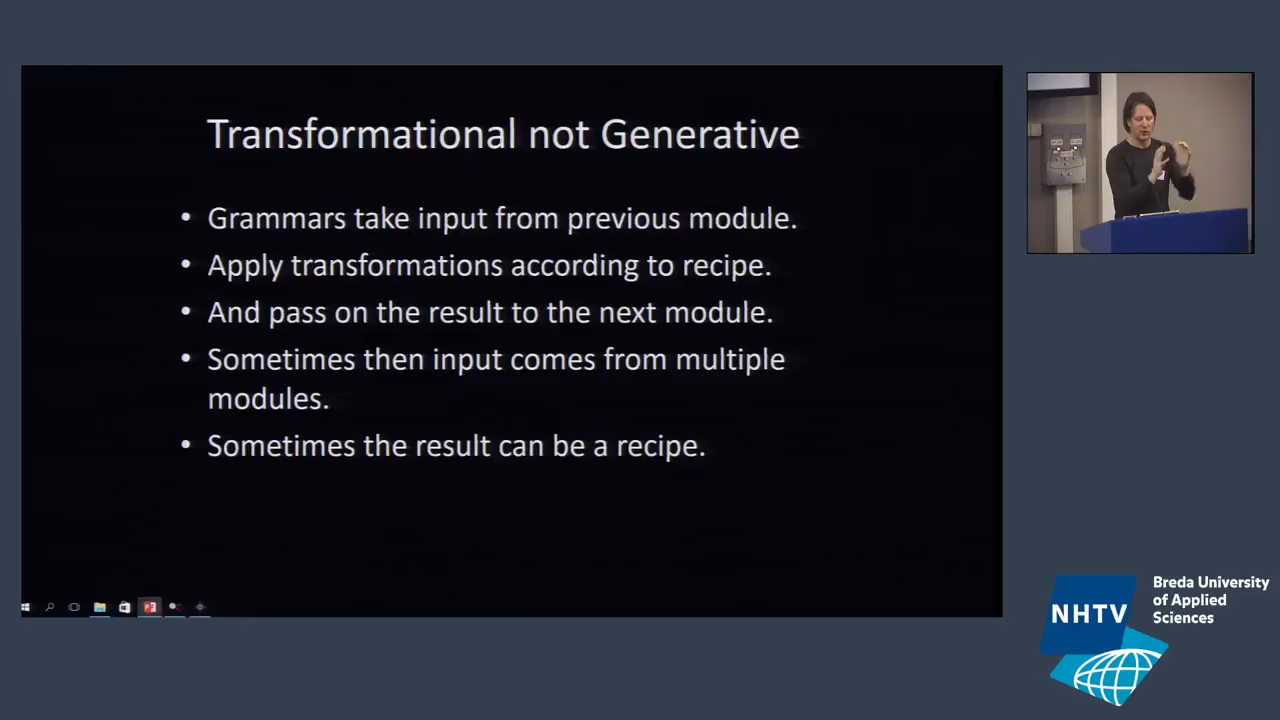 Transformational not Generative
• Grammars take input from previous module.
• Apply transformations according to recipe.
• And pass on the result to the next module.
• Sometimes then input comes from multiple
modules.
• Sometimes the result can be a recipe.
NHTV
Breda University
of Applied
Sciences